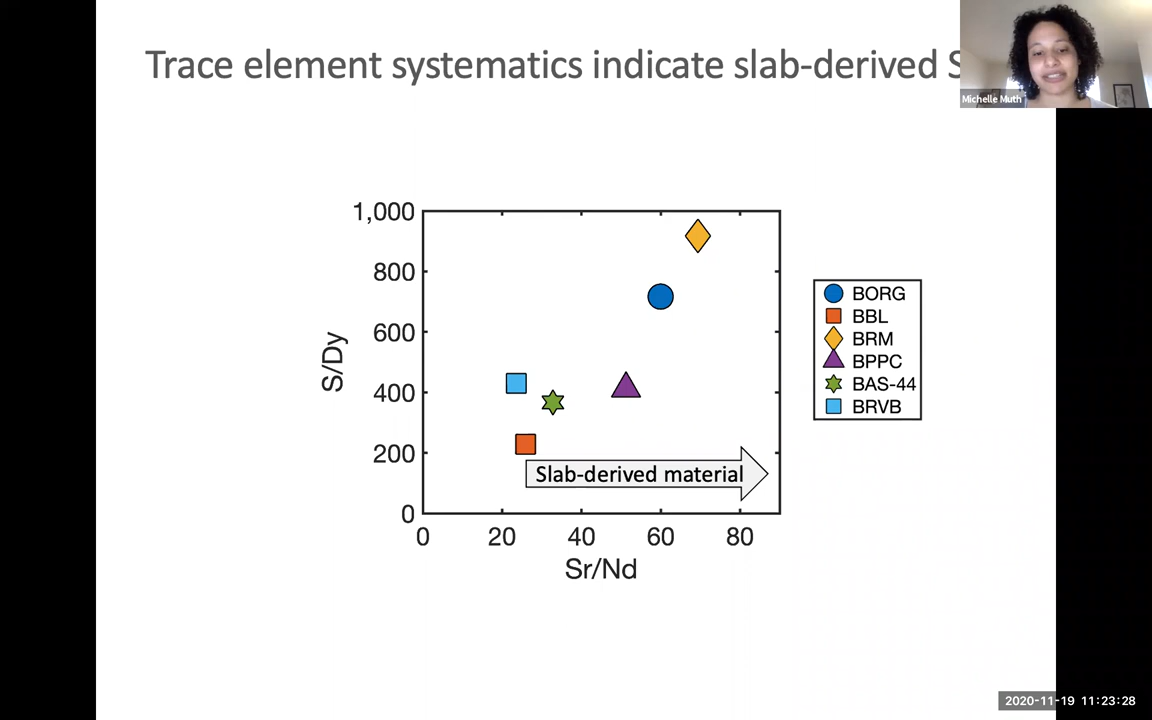 Trace element systematics indicate slab-derived S
Michelle Muth
1,000
800
600
400
200
0
S/Dy
0 20 40 60 80
Sr/Nd
Slab-derived material
BORG
BBL
BRM
BPPC
BAS-44
BRVB
2020-11-19 11:23:28